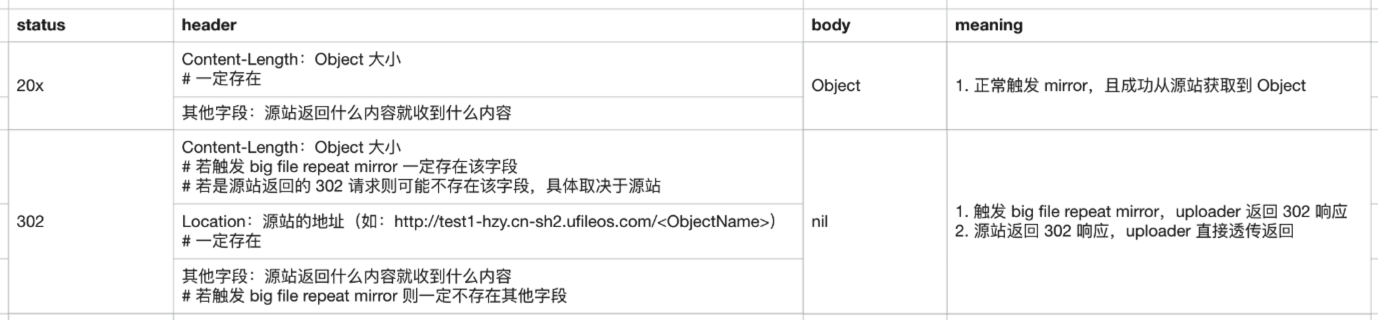 status header body meaning
20x
Content-Length：Object 大小
# 一定存在
其他字段：源站返回什么内容就收到什么内容
Object
1. 正常触发 mirror，且成功从源站获取到 Object
302
Content-Length：Object 大小
# 若触发 big file repeat mirror 一定存在该字段
# 若是源站返回的 302 请求则可能不存在该字段，具体取决于源站
Location：源站的地址（如：http://test1-hzy.cn-sh2.ufileos.com/<ObjectName>）
# 一定存在
其他字段：源站返回什么内容就收到什么内容
# 若触发 big file repeat mirror 则一定不存在其他字段
nil
1. 触发 big file repeat mirror，uploader 返回 302 响应
2. 源站返回 302 响应，uploader 直接透传返回